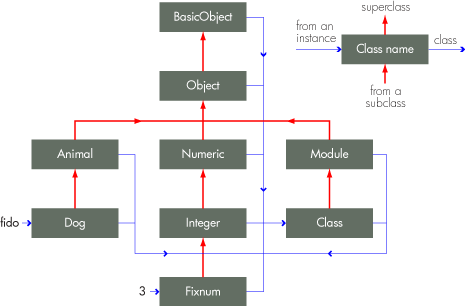 BasicObject
superclass
from an
instance
Class name
class
Object
from a
subclass
Animal
Numeric
Module
fido
Dog
Integer
Class
3
Fixnum